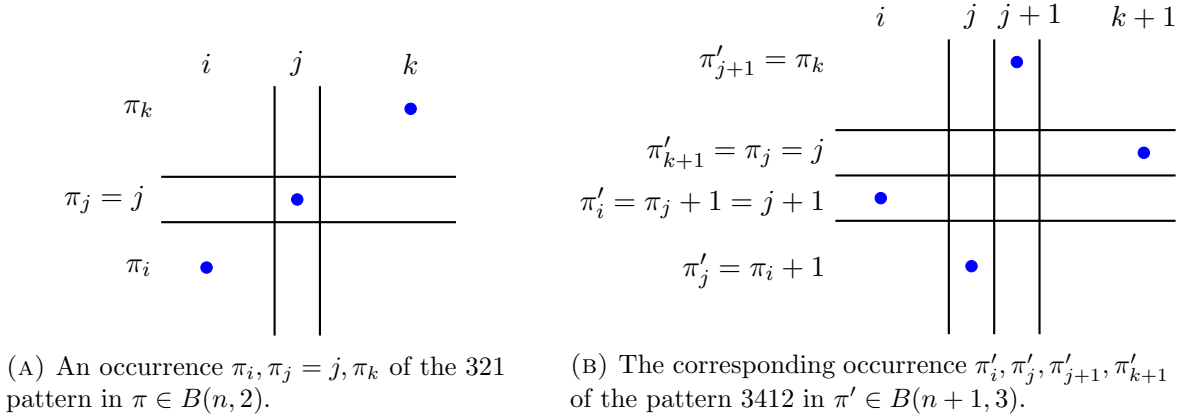 i j k
π_k
π_j = j
π_i
(A) An occurrence π_i, π_j = j, π_k of the 321
pattern in π ∈ B(n, 2).
i j j + 1 k + 1
π′_{j+1} = π_k
π′_{k+1} = π_j = j
π′_i = π_j + 1 = j + 1
π′_j = π_i + 1
(B) The corresponding occurrence π′_i, π′_j, π′_{j+1}, π′_{k+1}
of the pattern 3412 in π′ ∈ B(n + 1, 3).